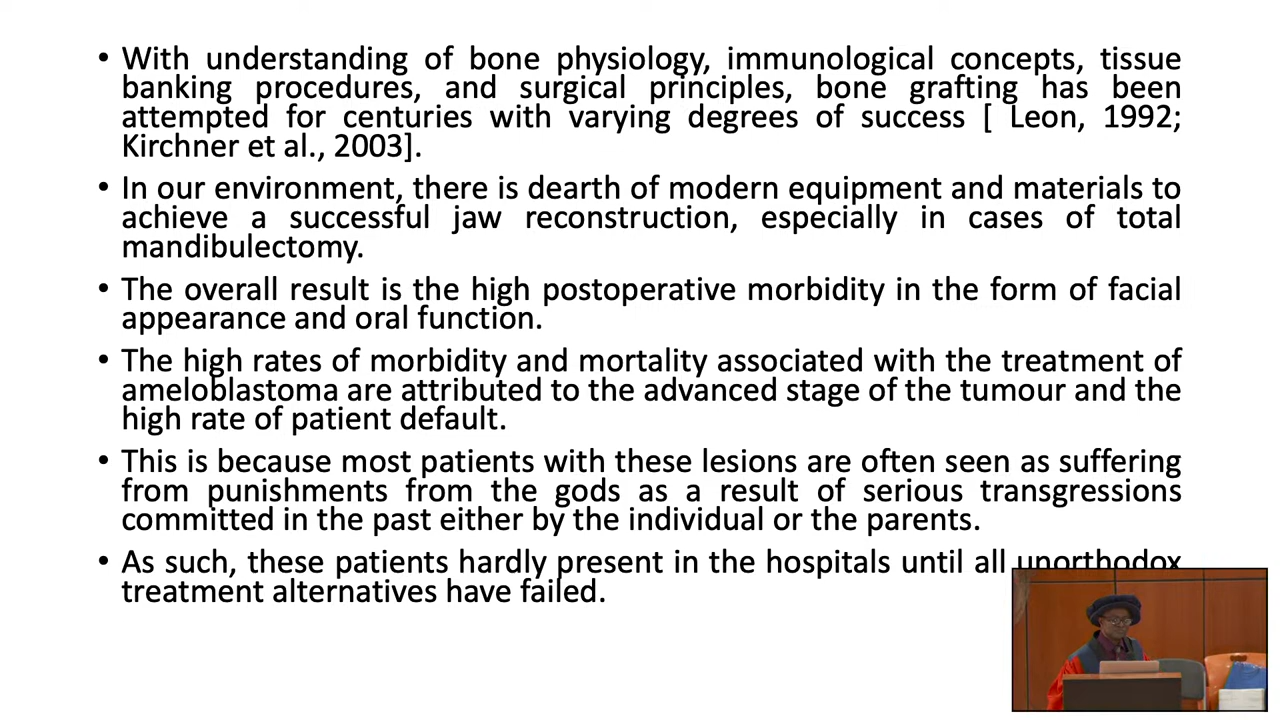 • With understanding of bone physiology, immunological concepts, tissue
banking procedures, and surgical principles, bone grafting has been
attempted for centuries with varying degrees of success [ Leon, 1992;
Kirchner et al., 2003].
• In our environment, there is dearth of modern equipment and materials to
achieve a successful jaw reconstruction, especially in cases of total
mandibulectomy.
• The overall result is the high postoperative morbidity in the form of facial
appearance and oral function.
• The high rates of morbidity and mortality associated with the treatment of
ameloblastoma are attributed to the advanced stage of the tumour and the
high rate of patient default.
• This is because most patients with these lesions are often seen as suffering
from punishments from the gods as a result of serious transgressions
committed in the past either by the individual or the parents.
• As such, these patients hardly present in the hospitals until all unorthodox
treatment alternatives have failed.